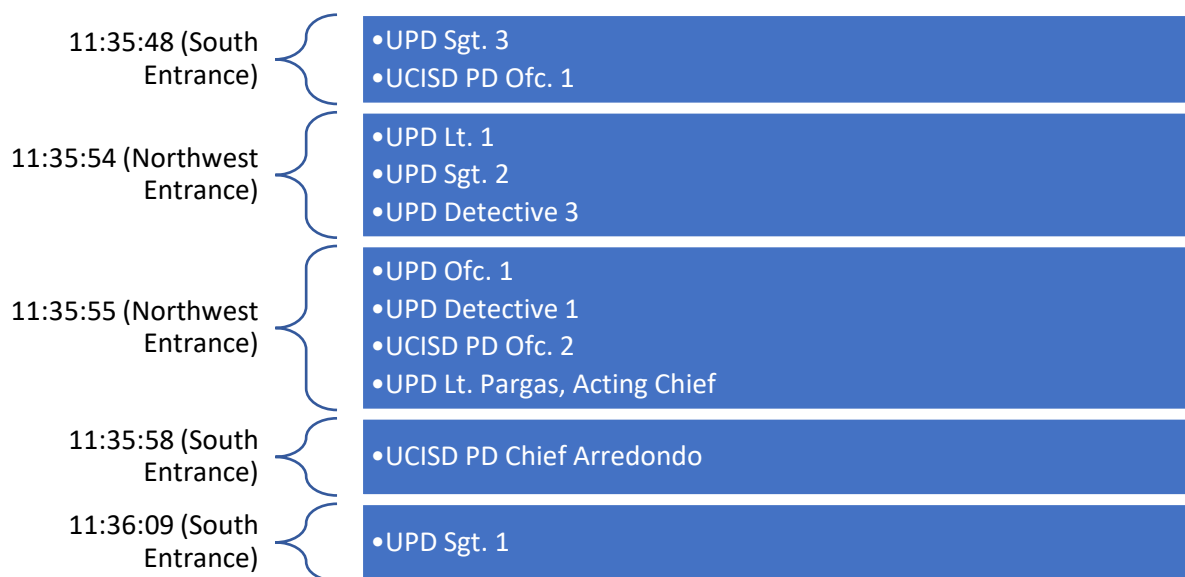 11:35:48 (South
Entrance)
•UPD Sgt. 3
•UCISD PD Ofc. 1
11:35:54 (Northwest
Entrance)
•UPD Lt. 1
•UPD Sgt. 2
•UPD Detective 3
11:35:55 (Northwest
Entrance)
•UPD Ofc. 1
•UPD Detective 1
•UCISD PD Ofc. 2
•UPD Lt. Pargas, Acting Chief
11:35:58 (South
Entrance)
•UCISD PD Chief Arredondo
11:36:09 (South
Entrance)
•UPD Sgt. 1